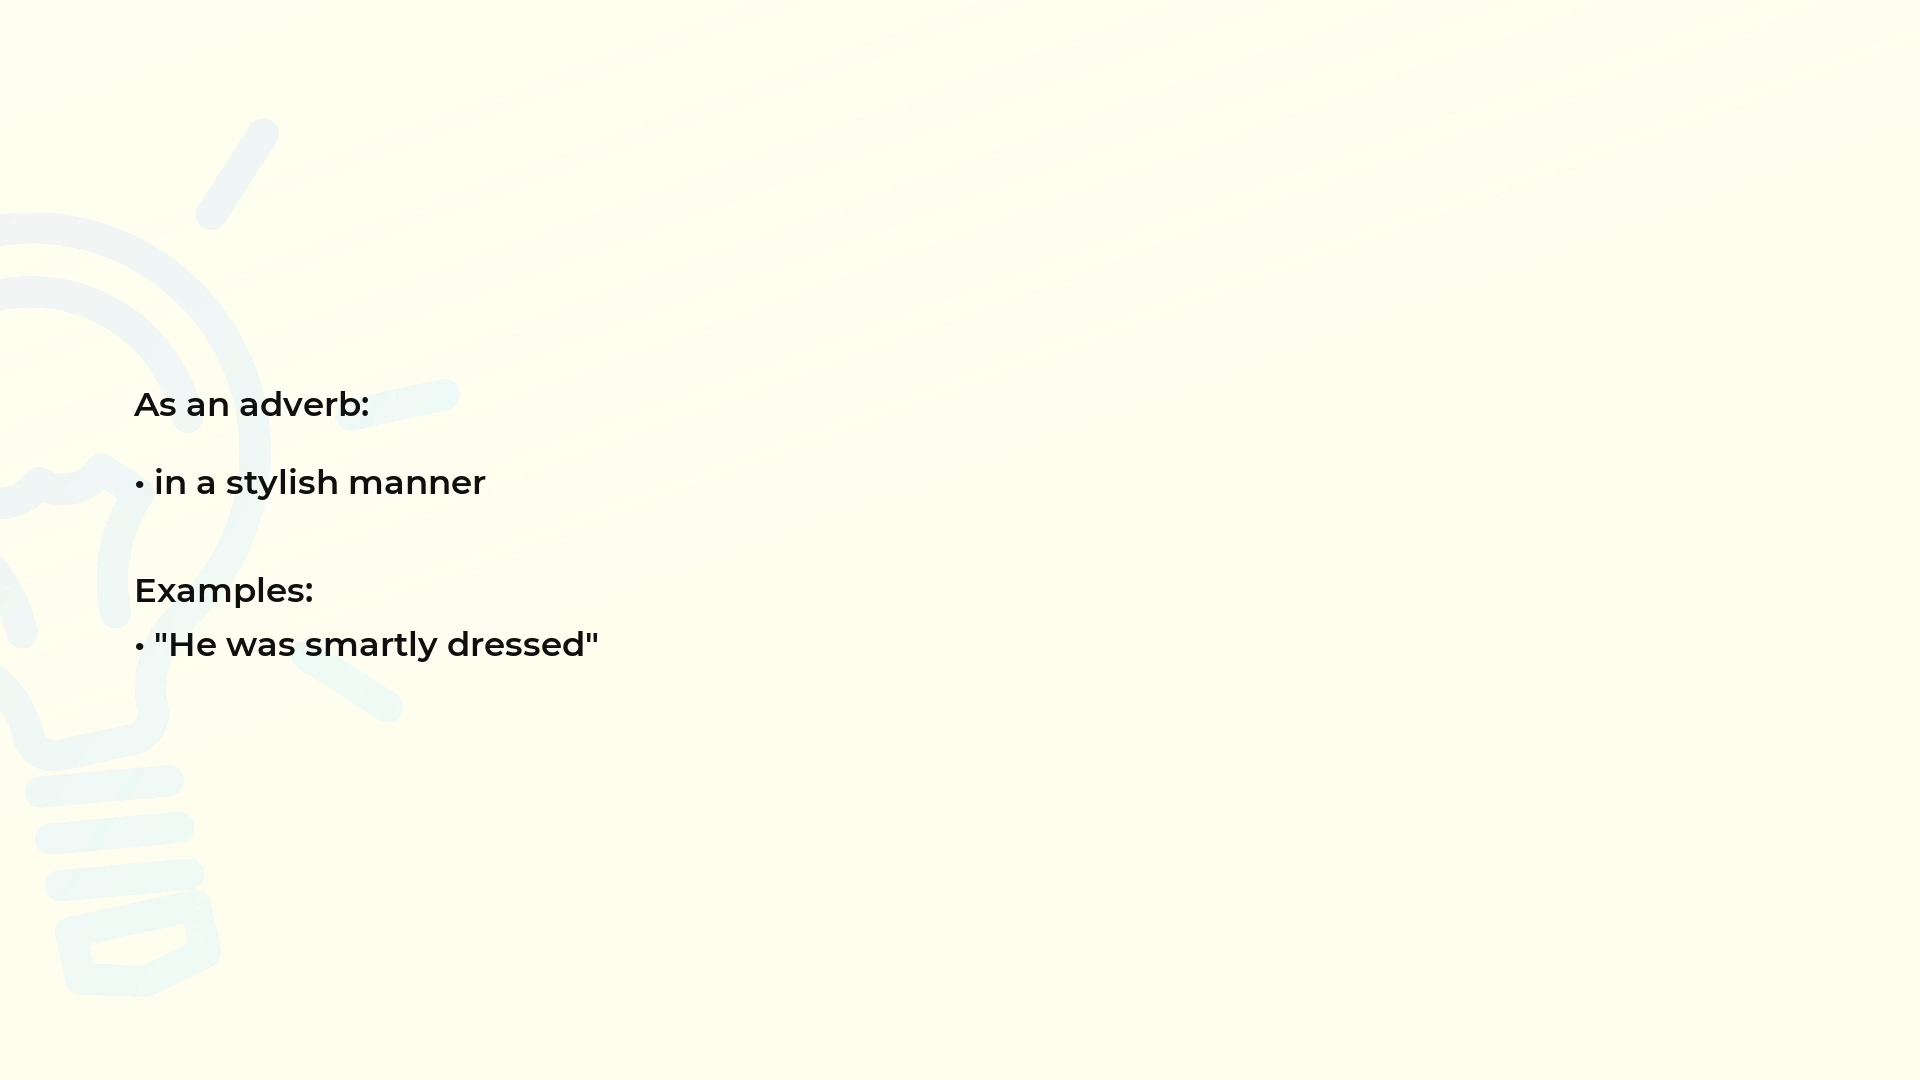 As an adverb:
• in a stylish manner
Examples:
• "He was smartly dressed"